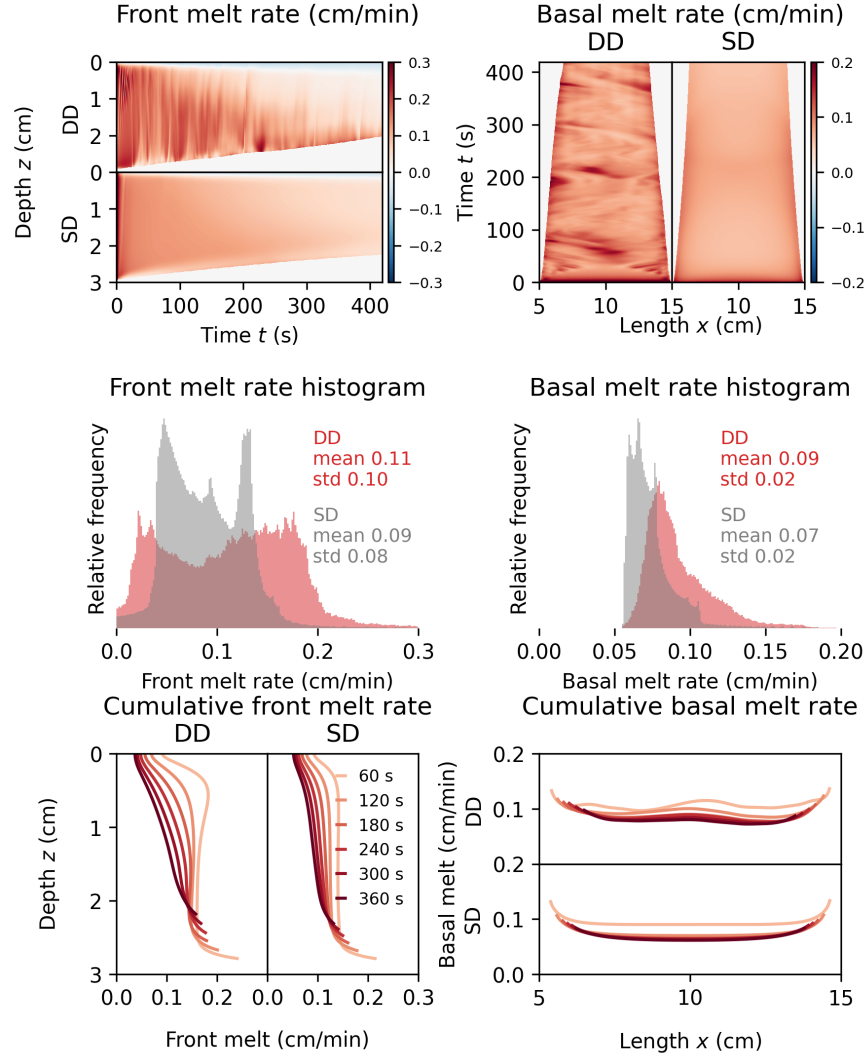 Front melt rate (cm/min)
0
1
2
0
1
2
3
DD
SD
Depth z (cm)
0
100
200
300
400
Time t (s)
0.3
0.2
0.1
0.0
−0.1
−0.2
−0.3
Basal melt rate (cm/min)
DD
SD
400
300
200
100
0
Time t (s)
5
10
15
10
15
Length x (cm)
0.2
0.1
0.0
−0.1
−0.2
Front melt rate histogram
Relative frequency
DD
mean 0.11
std 0.10
SD
mean 0.09
std 0.08
0.0
0.1
0.2
0.3
Front melt rate (cm/min)
Basal melt rate histogram
Relative frequency
DD
mean 0.09
std 0.02
SD
mean 0.07
std 0.02
0.00
0.05
0.10
0.15
0.20
Basal melt rate (cm/min)
Cumulative front melt rate
DD
SD
0
1
2
3
Depth z (cm)
60 s
120 s
180 s
240 s
300 s
360 s
0.0
0.1
0.2
0.0
0.1
0.2
0.3
Front melt (cm/min)
Cumulative basal melt rate
0.2
0.1
0.2
0.1
0.0
Basal melt (cm/min)
DD
SD
5
10
15
Length x (cm)